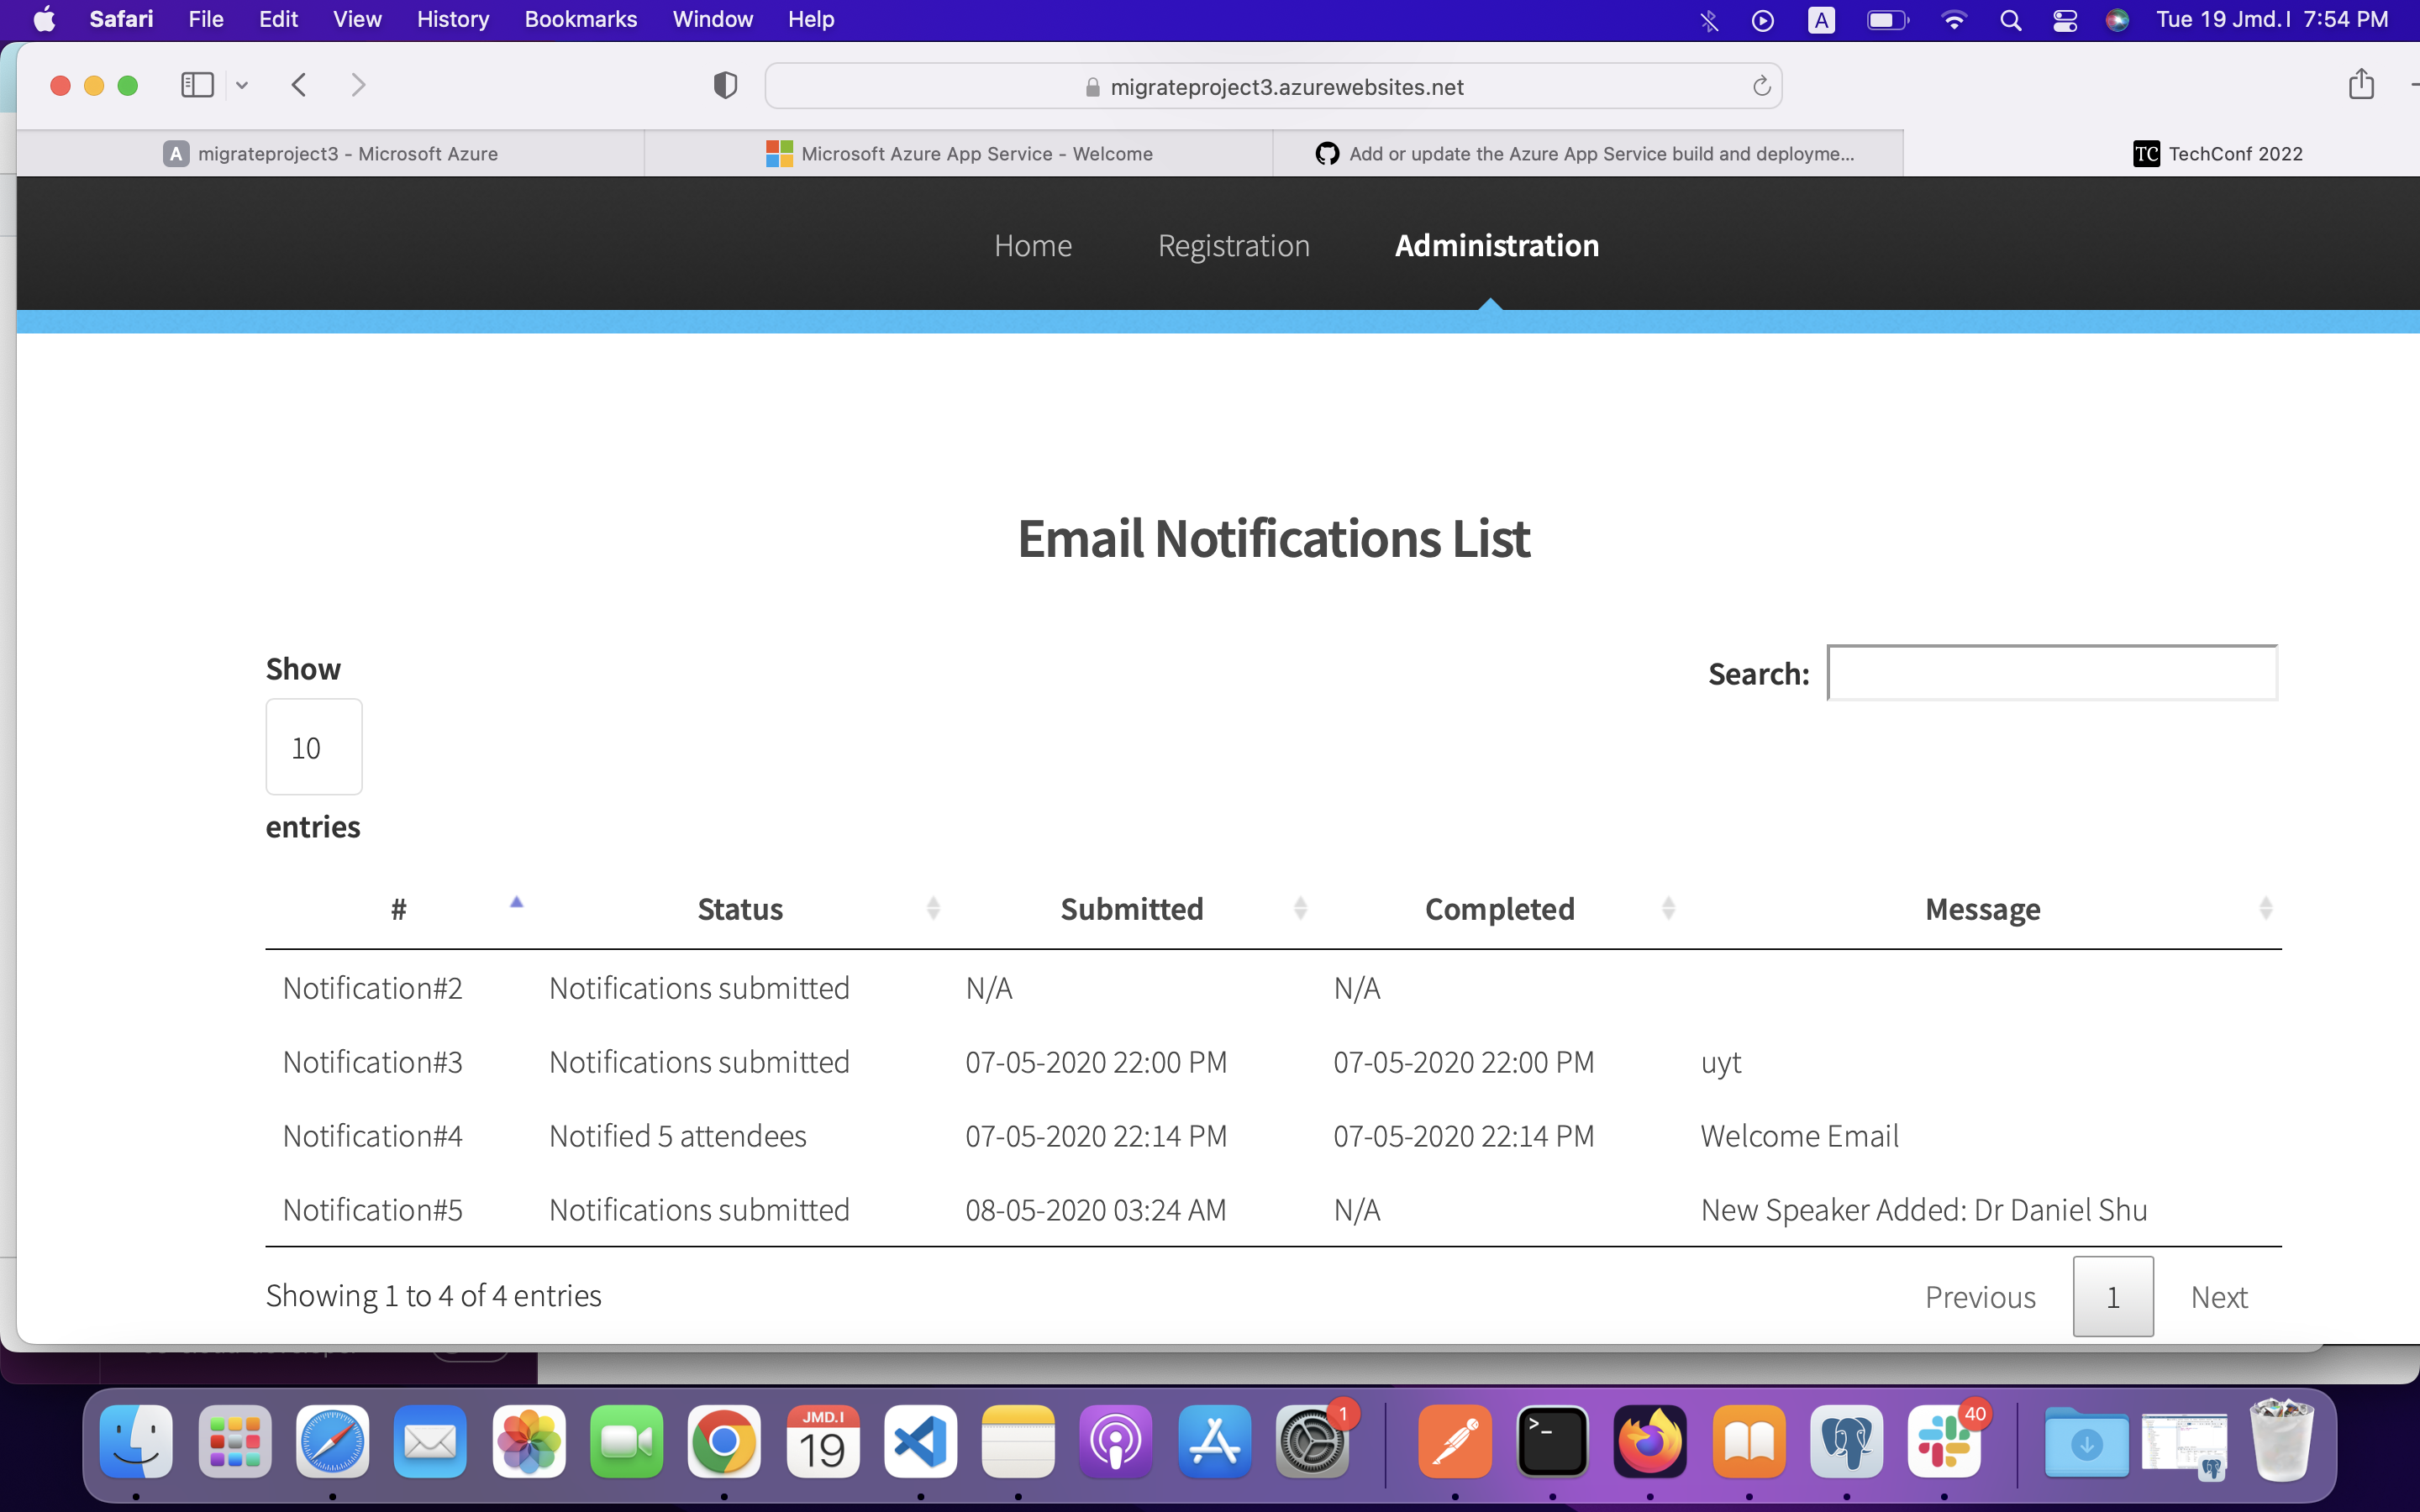 Safari File Edit View History Bookmarks Window Help A Tue 19 Jmd.I 7:54 PM
migrateproject3.azurewebsites.net
A migrateproject3 - Microsoft Azure Microsoft Azure App Service - Welcome Add or update the Azure App Service build and deployme... TC TechConf 2022
Home Registration Administration
Email Notifications List
Show
Search:
10
entries
# Status Submitted Completed Message
Notification#2 Notifications submitted N/A N/A
Notification#3 Notifications submitted 07-05-2020 22:00 PM 07-05-2020 22:00 PM uyt
Notification#4 Notified 5 attendees 07-05-2020 22:14 PM 07-05-2020 22:14 PM Welcome Email
Notification#5 Notifications submitted 08-05-2020 03:24 AM N/A New Speaker Added: Dr Daniel Shu
Showing 1 to 4 of 4 entries
Previous 1 Next
JMD.I
19
1
40